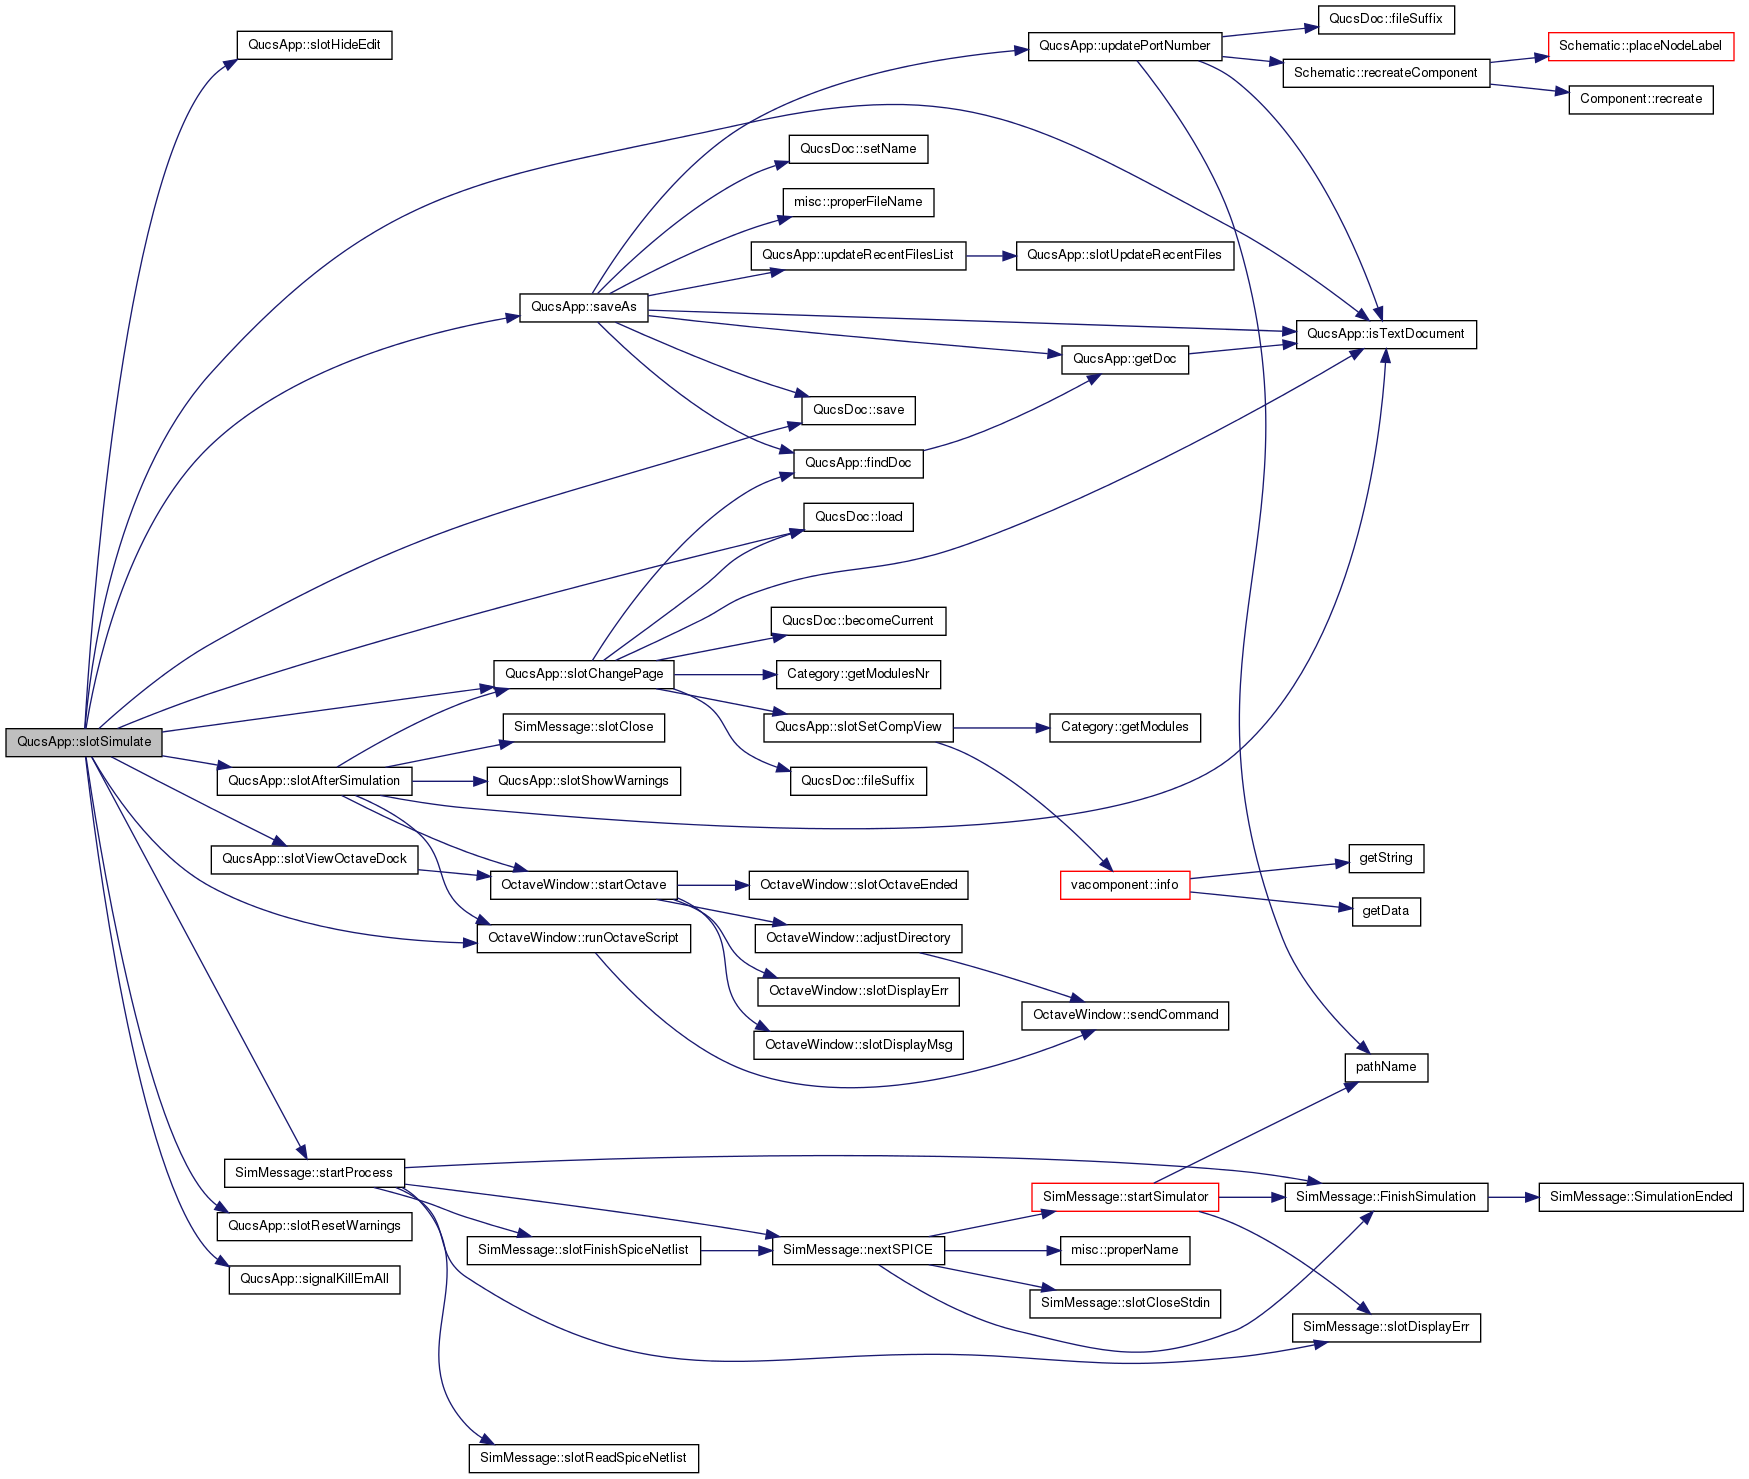 QucsDoc::fileSuffix
QucsApp::slotHideEdit
QucsApp::updatePortNumber
Schematic::placeNodeLabel
Schematic::recreateComponent
Component::recreate
QucsDoc::setName
misc::properFileName
QucsApp::updateRecentFilesList
QucsApp::slotUpdateRecentFiles
QucsApp::saveAs
QucsApp::isTextDocument
QucsApp::getDoc
QucsDoc::save
QucsApp::findDoc
QucsDoc::load
QucsDoc::becomeCurrent
QucsApp::slotChangePage
Category::getModulesNr
SimMessage::slotClose
QucsApp::slotSetCompView
Category::getModules
QucsApp::slotSimulate
QucsApp::slotAfterSimulation
QucsApp::slotShowWarnings
QucsDoc::fileSuffix
QucsApp::slotViewOctaveDock
getString
OctaveWindow::startOctave
OctaveWindow::slotOctaveEnded
vacomponent::info
getData
OctaveWindow::runOctaveScript
OctaveWindow::adjustDirectory
OctaveWindow::slotDisplayErr
OctaveWindow::sendCommand
OctaveWindow::slotDisplayMsg
pathName
SimMessage::startProcess
SimMessage::startSimulator
SimMessage::FinishSimulation
SimMessage::SimulationEnded
QucsApp::slotResetWarnings
SimMessage::slotFinishSpiceNetlist
SimMessage::nextSPICE
misc::properName
QucsApp::signalKillEmAll
SimMessage::slotCloseStdin
SimMessage::slotDisplayErr
SimMessage::slotReadSpiceNetlist